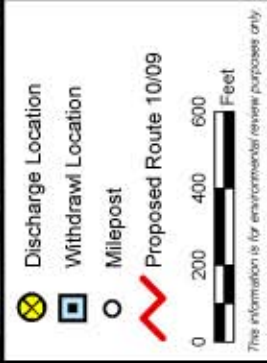 Discharge Location
Withdrawl Location
Milepost
Proposed Route 10/09
0 200 400 600
Feet
This information is for environmental review purposes only.